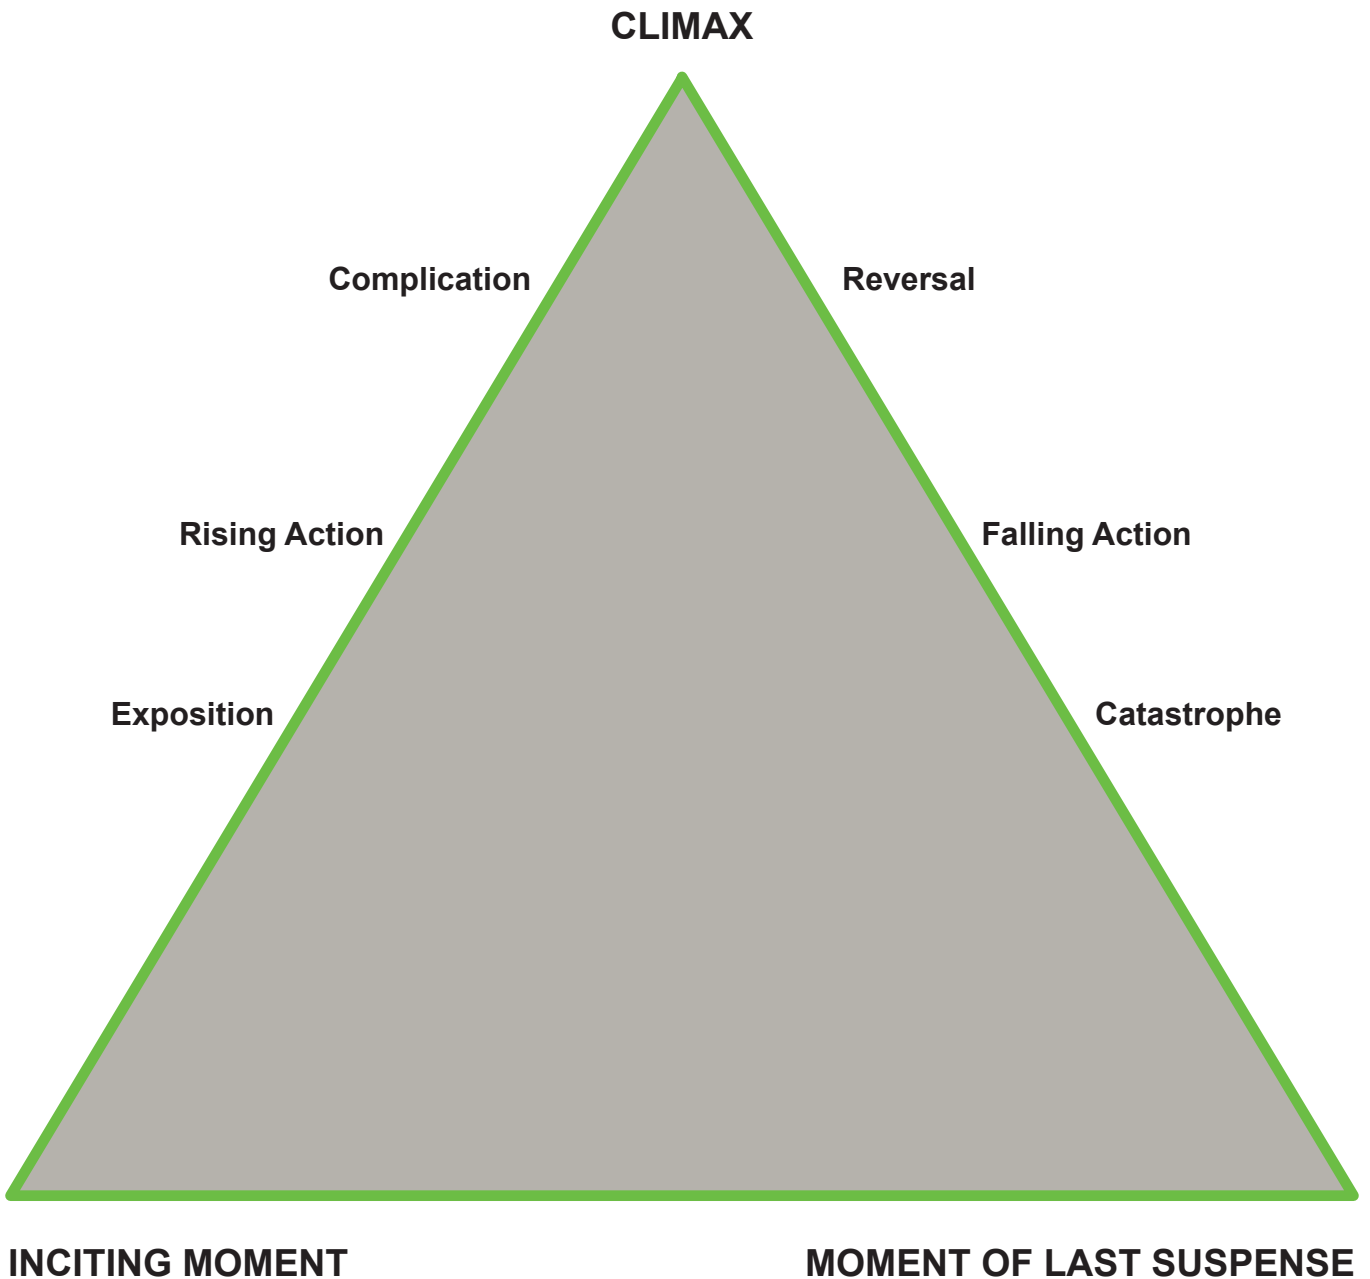 CLIMAX
Complication
Reversal
Rising Action
Falling Action
Exposition
Catastrophe
INCITING MOMENT
MOMENT OF LAST SUSPENSE